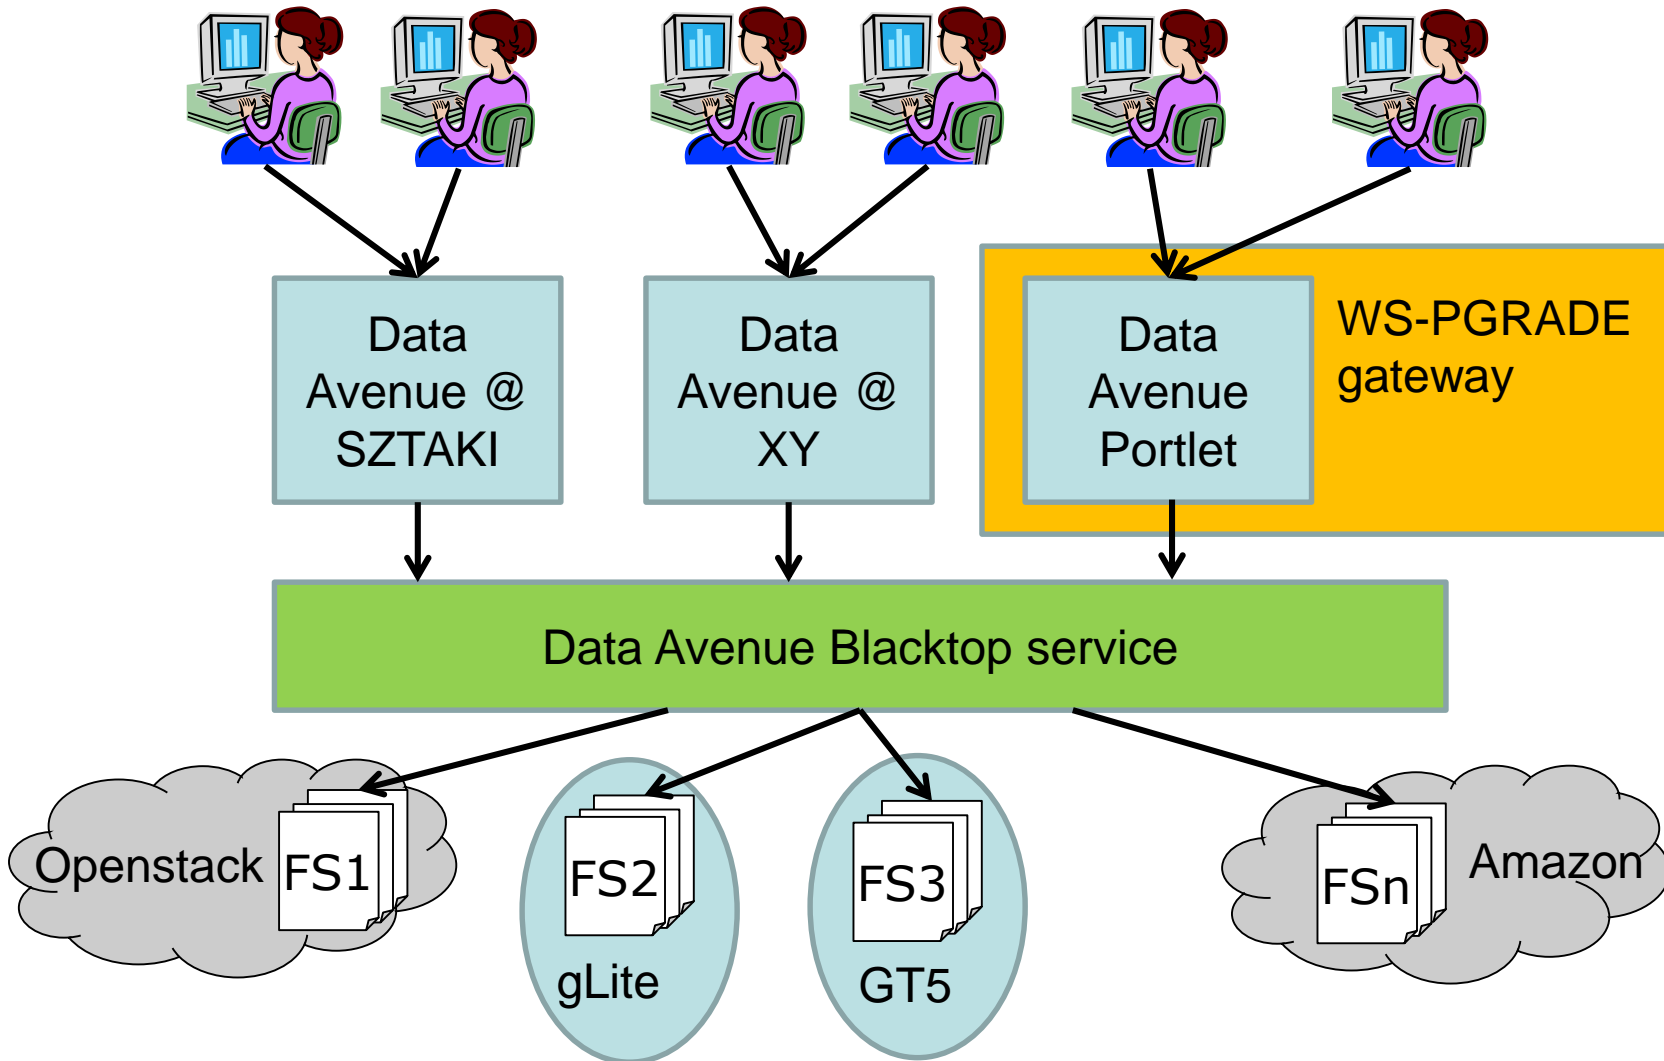 Data
Avenue @
SZTAKI
Data
Avenue @
XY
Data
Avenue
Portlet
WS-PGRADE
gateway
Data Avenue Blacktop service
Openstack
FS1
FS2
gLite
FS3
GT5
FSn
Amazon